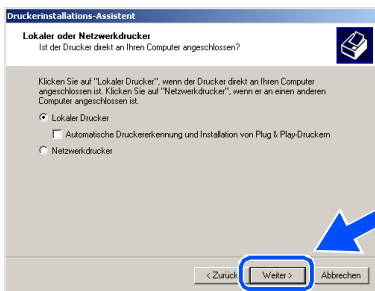 Druckerinstallations-Assistent
Lokaler oder Netzwerkdrucker
Ist der Drucker direkt an Ihren Computer angeschlossen?
Klicken Sie auf "Lokaler Drucker", wenn der Drucker direkt an Ihren Computer
angeschlossen ist. Klicken Sie auf "Netzwerkdrucker", wenn er an einen anderen
Computer angeschlossen ist.
Lokaler Drucker
Automatische Druckererkennung und Installation von Plug & Play-Druckern
Netzwerkdrucker
< Zurück Weiter > Abbrechen